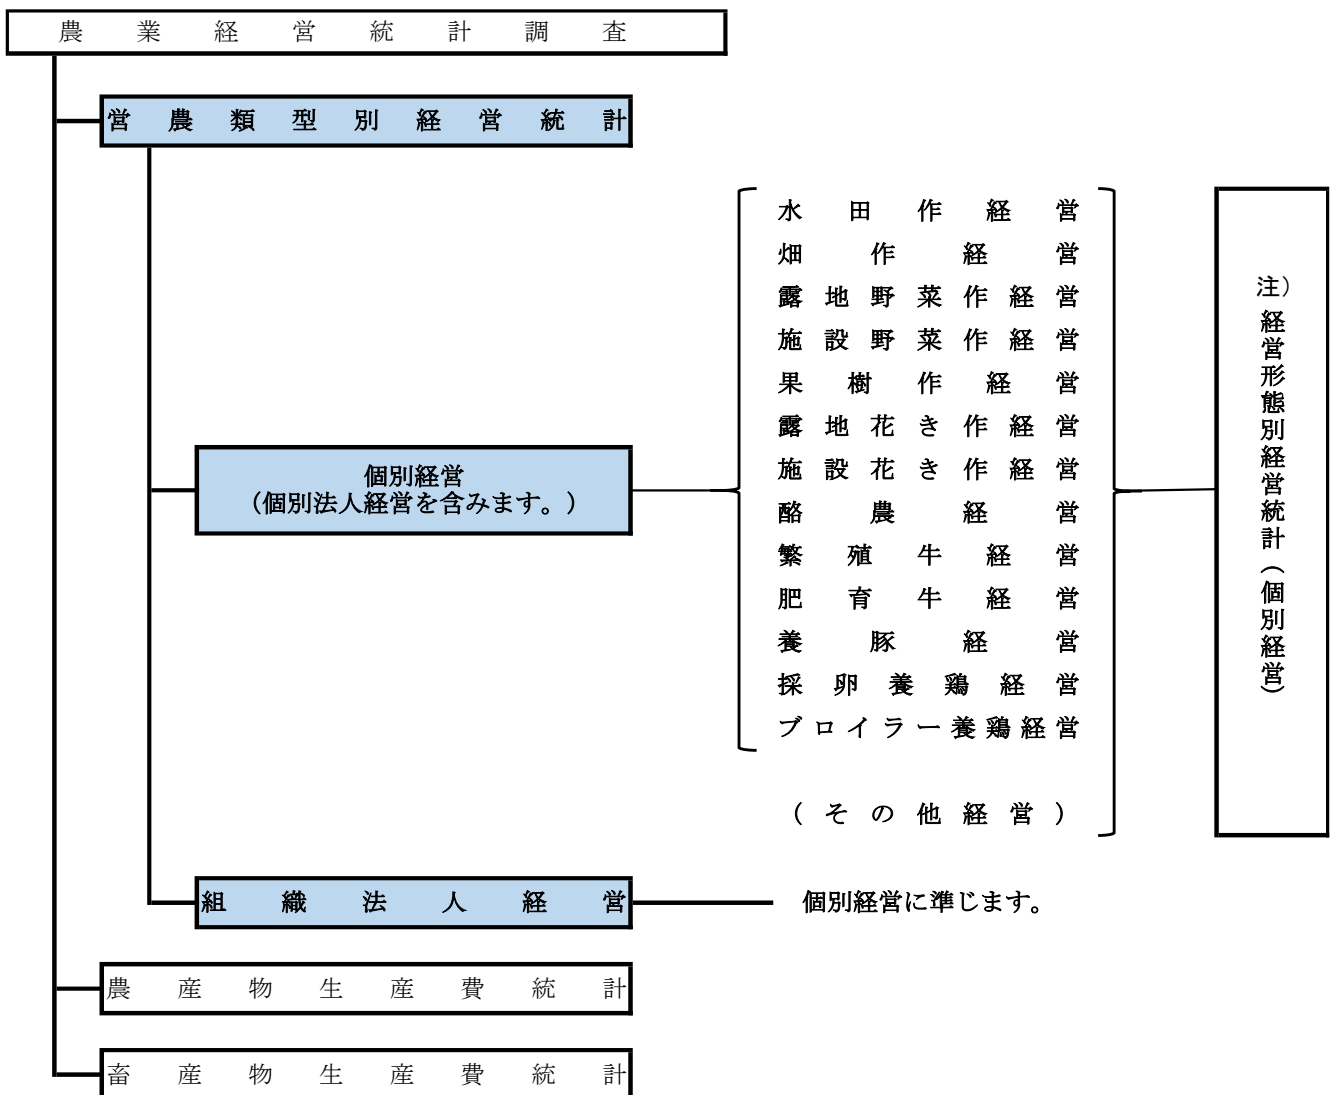 農業経営統計調査
営農類型別経営統計
水田作経営
畑作経営
露地野菜作経営
施設野菜作経営
果樹作経営
露地花き作経営
施設花き作経営
酪農経営
繁殖牛経営
肥育牛経営
養豚経営
採卵養鶏経営
ブロイラー養鶏経営
（その他経営）
注）
経営形態別経営統計（個別経営）
個別経営
（個別法人経営を含みます。）
組織法人経営
個別経営に準じます。
農産物生産費統計
畜産物生産費統計